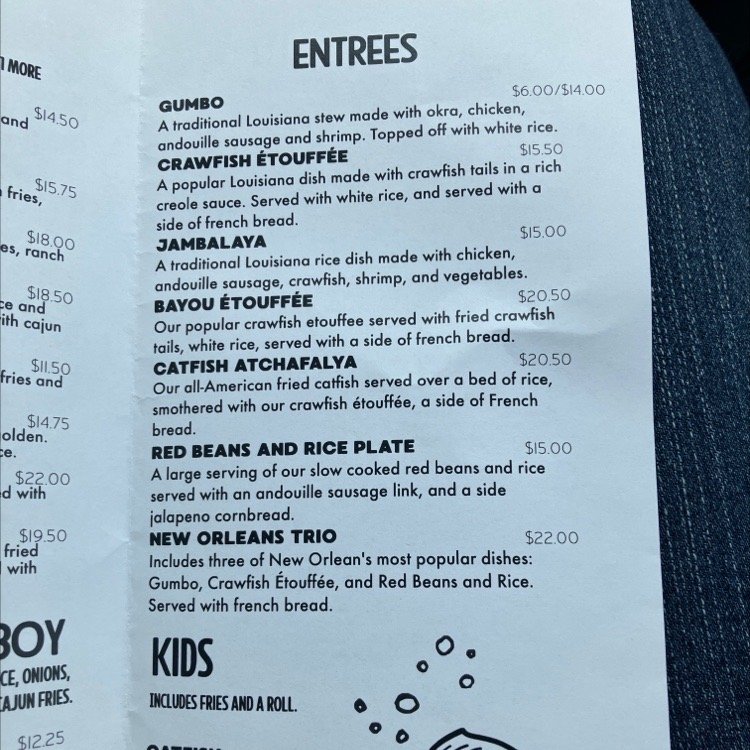 MORE
and $14.50
$15.75
fries,
$18.00
es, ranch
$18.50
ce and
ith cajun
$11.50
fries and
$14.75
olden.
ce.
$22.00
d with
$19.50
fried
with
BOY
CE, ONIONS,
CAJUN FRIES.
$12.25
ENTREES
GUMBO $6.00/$14.00
A traditional Louisiana stew made with okra, chicken,
andouille sausage and shrimp. Topped off with white rice.
CRAWFISH ÉTOUFFÉE $15.50
A popular Louisiana dish made with crawfish tails in a rich
creole sauce. Served with white rice, and served with a
side of french bread.
JAMBALAYA $15.00
A traditional Louisiana rice dish made with chicken,
andouille sausage, crawfish, shrimp, and vegetables.
BAYOU ÉTOUFFÉE $20.50
Our popular crawfish etouffee served with fried crawfish
tails, white rice, served with a side of french bread.
CATFISH ATCHAFALYA $20.50
Our all-American fried catfish served over a bed of rice,
smothered with our crawfish étouffée, a side of French
bread.
RED BEANS AND RICE PLATE $15.00
A large serving of our slow cooked red beans and rice
served with an andouille sausage link, and a side
jalapeno cornbread.
NEW ORLEANS TRIO $22.00
Includes three of New Orlean's most popular dishes:
Gumbo, Crawfish Étouffée, and Red Beans and Rice.
Served with french bread.
KIDS
INCLUDES FRIES AND A ROLL.